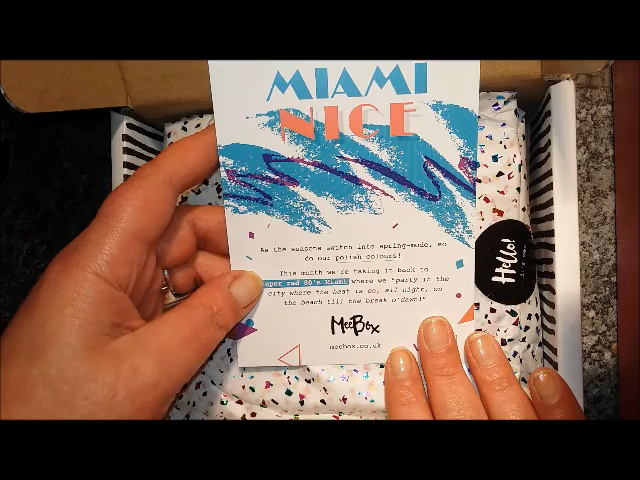 MIAMI
NICE
As the seasons switch into spring-mode, so
do our polish colours!
This month we're taking it back to
super rad 80's Miami where we "party in the
city where the heat is on, all night, on
the beach till the break o'dawn!"
MeeBox
meebox.co.uk
Hello!